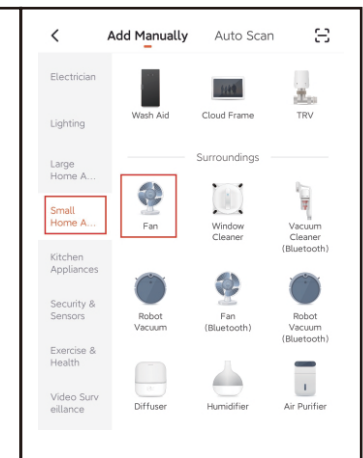 Add Manually Auto Scan
Electrician
Lighting
Large
Home A...
Small
Home A...
Kitchen
Appliances
Security &
Sensors
Exercise &
Health
Video Surv
eillance
Wash Aid Cloud Frame TRV
Surroundings
Fan
Window
Cleaner
Vacuum
Cleaner
(Bluetooth)
Robot
Vacuum
Fan
(Bluetooth)
Robot
Vacuum
(Bluetooth)
Diffuser Humidifier Air Purifier